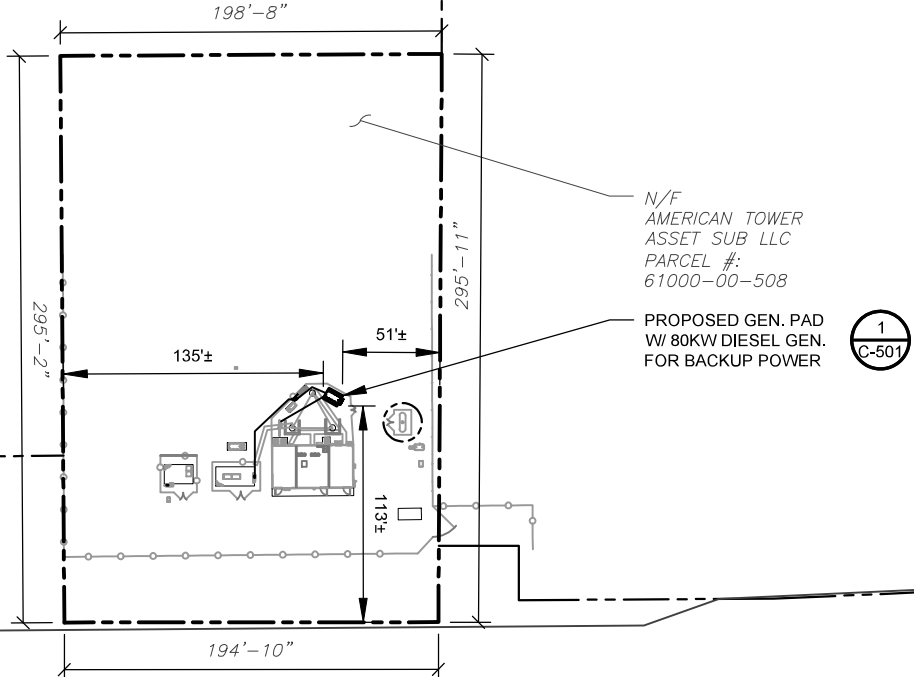 198'-8"
N/F
AMERICAN TOWER
ASSET SUB LLC
PARCEL #:
61000-00-508
295'-11"
295'-2"
PROPOSED GEN. PAD
W/ 80KW DIESEL GEN.
FOR BACKUP POWER
1
C-501
135'±
51'±
113'±
194'-10"